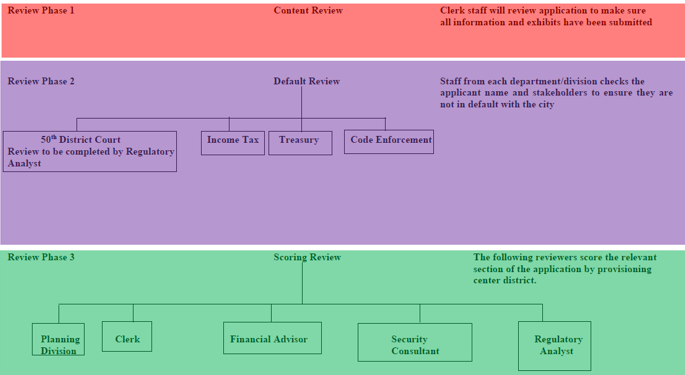 Review Phase 1 Content Review Clerk staff will review application to make sure
all information and exhibits have been submitted
Review Phase 2 Default Review Staff from each department/division checks the
applicant name and stakeholders to ensure they are
not in default with the city
50th District Court
Review to be completed by Regulatory
Analyst
Income Tax
Treasury
Code Enforcement
Review Phase 3 Scoring Review The following reviewers score the relevant
section of the application by provisioning
center district.
Planning
Division
Clerk
Financial Advisor
Security
Consultant
Regulatory
Analyst